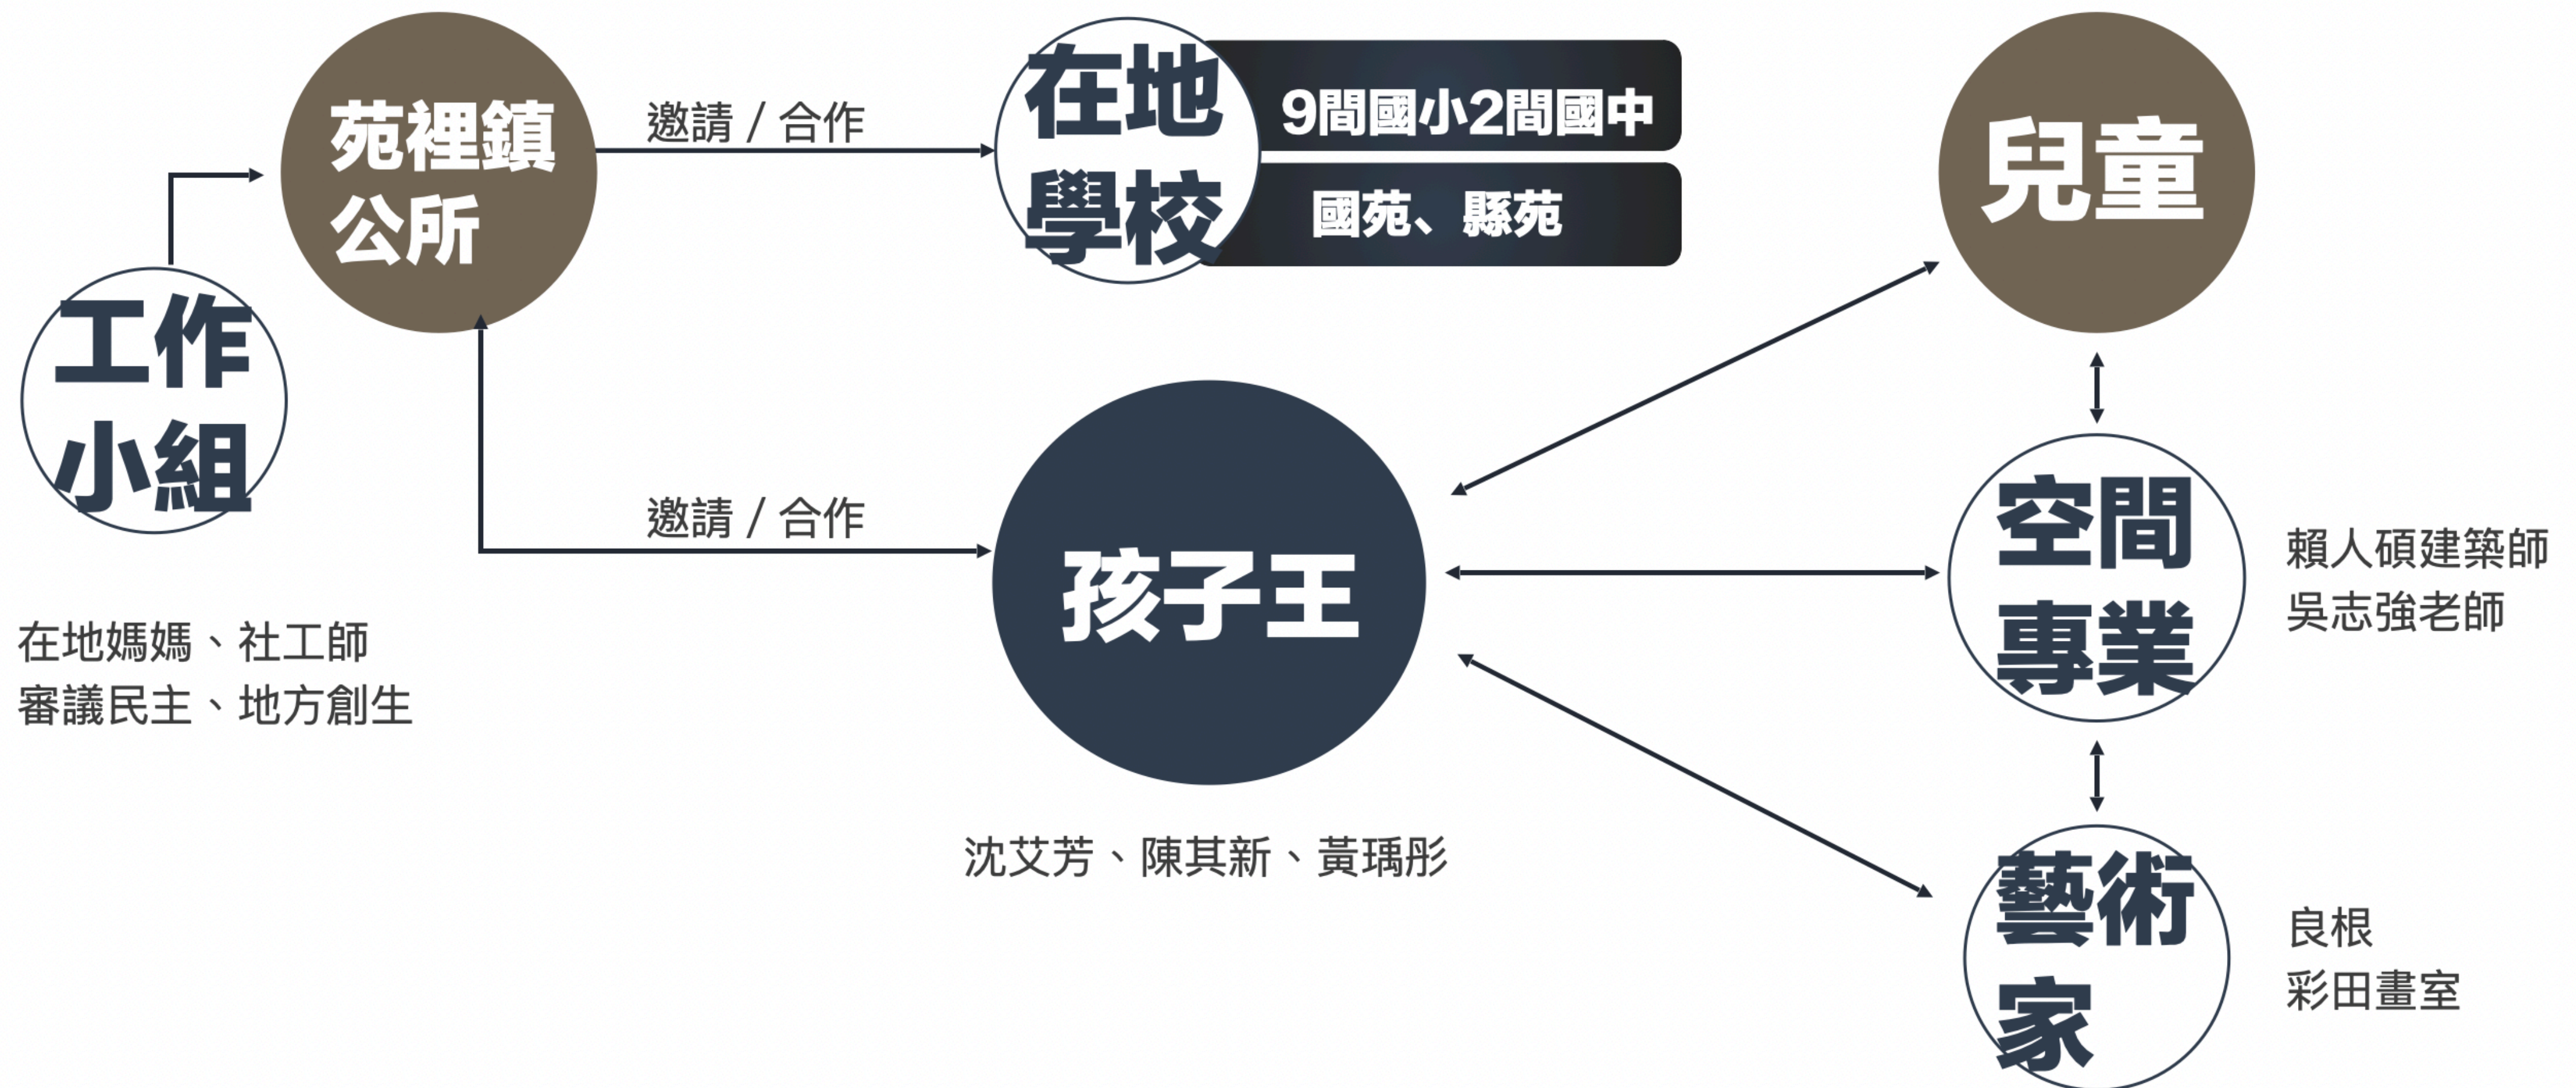 苑裡鎮
公所
邀請 / 合作
在地
學校
9間國小2間國中
國苑、縣苑
兒童
工作
小組
在地媽媽、社工師
審議民主、地方創生
邀請 / 合作
孩子王
沈艾芳、陳其新、黃瑀彤
空間
專業
賴人碩建築師
吳志強老師
藝術
家
良根
彩田畫室